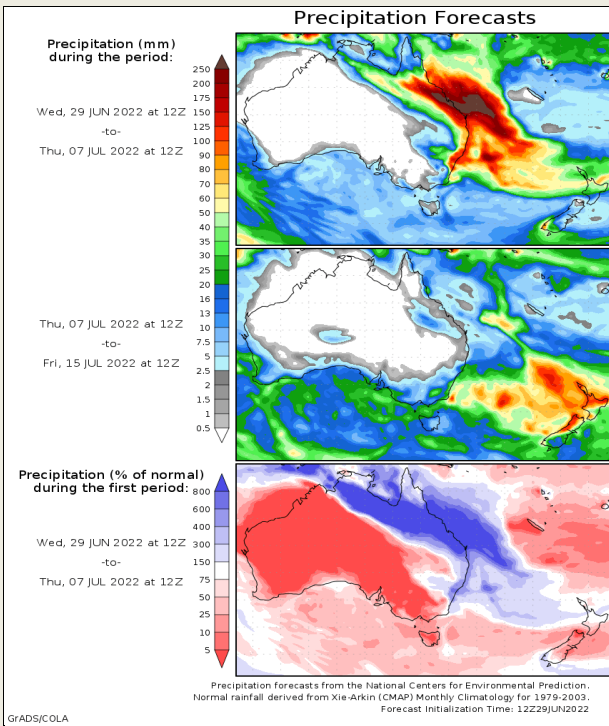 Precipitation Forecasts
Precipitation (mm)
during the period:
Wed, 29 JUN 2022 at 12Z
-to-
Thu, 07 JUL 2022 at 12Z
250
200
175
150
125
100
90
80
70
60
50
40
35
30
25
20
16
13
10
7.5
5
2.5
2
1.5
1
0.5
Thu, 07 JUL 2022 at 12Z
-to-
Fri, 15 JUL 2022 at 12Z
Precipitation (% of normal)
during the first period:
Wed, 29 JUN 2022 at 12Z
-to-
Thu, 07 JUL 2022 at 12Z
800
600
400
300
150
75
50
25
10
5
Precipitation forecasts from the National Centers for Environmental Prediction.
Normal rainfall derived from Xie-Arkin (CMAP) Monthly Climatology for 1979-2003.
Forecast Initialization Time: 12Z29JUN2022
GrADS/COLA